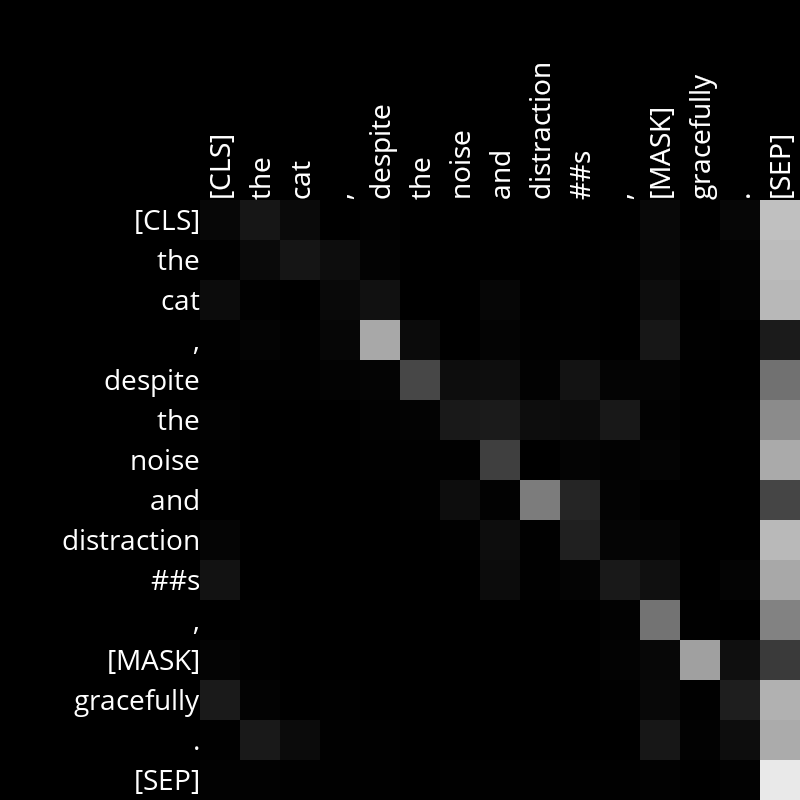 [CLS]
the
cat
,
despite
the
noise
and
distraction
##s
,
[MASK]
gracefully
.
[SEP]
[CLS]
the
cat
,
despite
the
noise
and
distraction
##s
,
[MASK]
gracefully
.
[SEP]